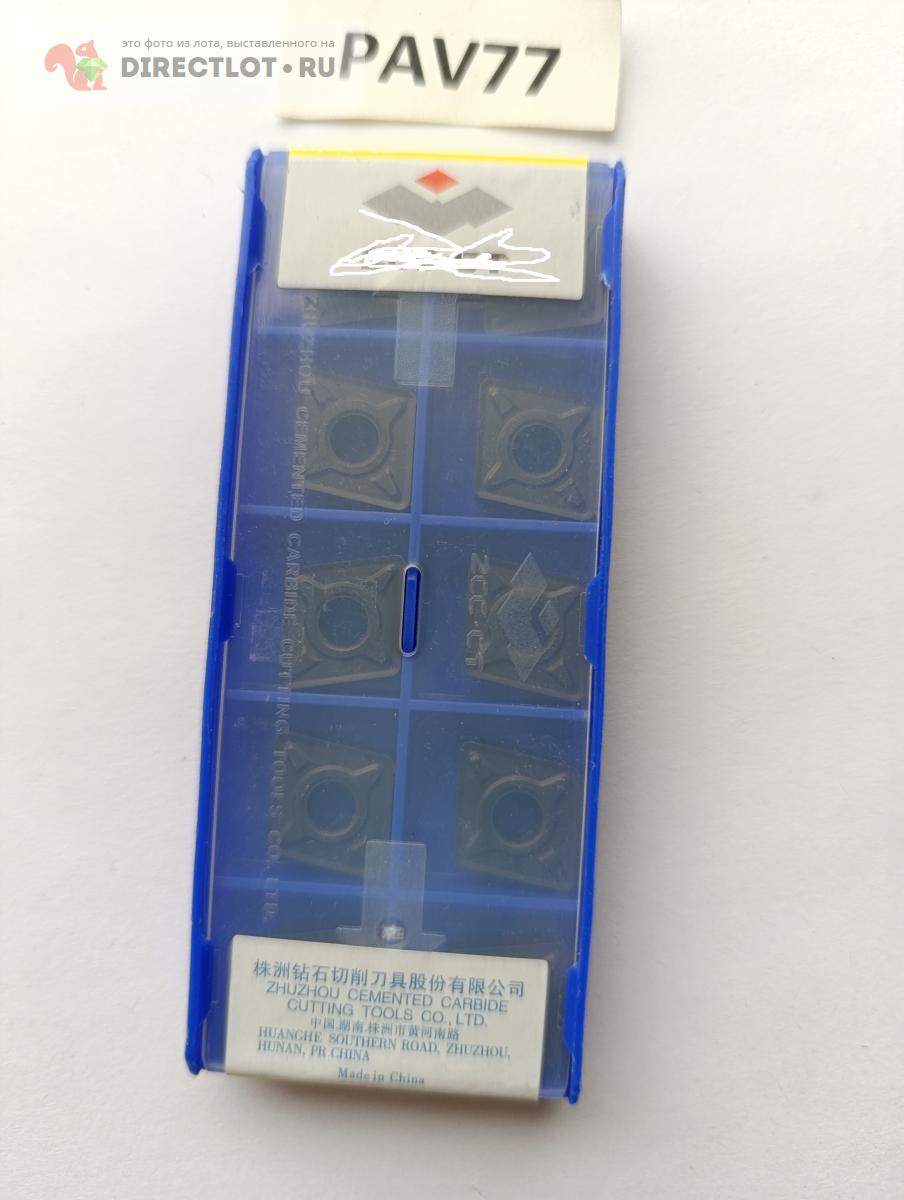 это фото из лота, выставленного на
DIRECTLOT•RU
PAV77
ZHUZHOU CEMENTED CARBIDE CUTTING TOOLS CO., LTD.
ZCC·CT
株洲钻石切削刀具股份有限公司
ZHUZHOU CEMENTED CARBIDE
CUTTING TOOLS CO., LTD.
中国.湖南.株洲市黄河南路
HUANGHE SOUTHERN ROAD, ZHUZHOU,
HUNAN, PR.CHINA
Made in China